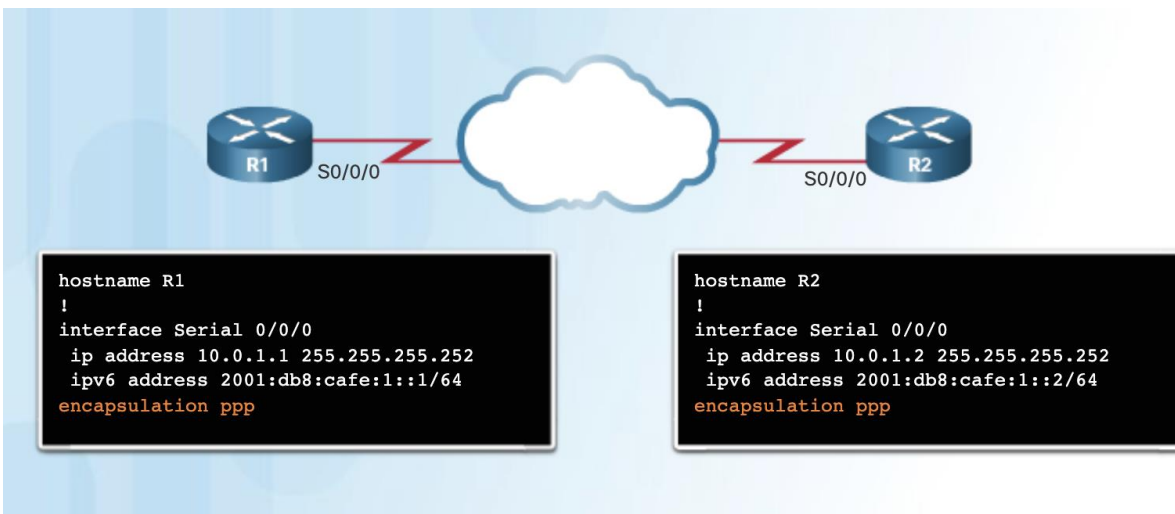 R1
S0/0/0
S0/0/0
R2
hostname R1
!
interface Serial 0/0/0
ip address 10.0.1.1 255.255.255.252
ipv6 address 2001:db8:cafe:1::1/64
encapsulation ppp
hostname R2
!
interface Serial 0/0/0
ip address 10.0.1.2 255.255.255.252
ipv6 address 2001:db8:cafe:1::2/64
encapsulation ppp